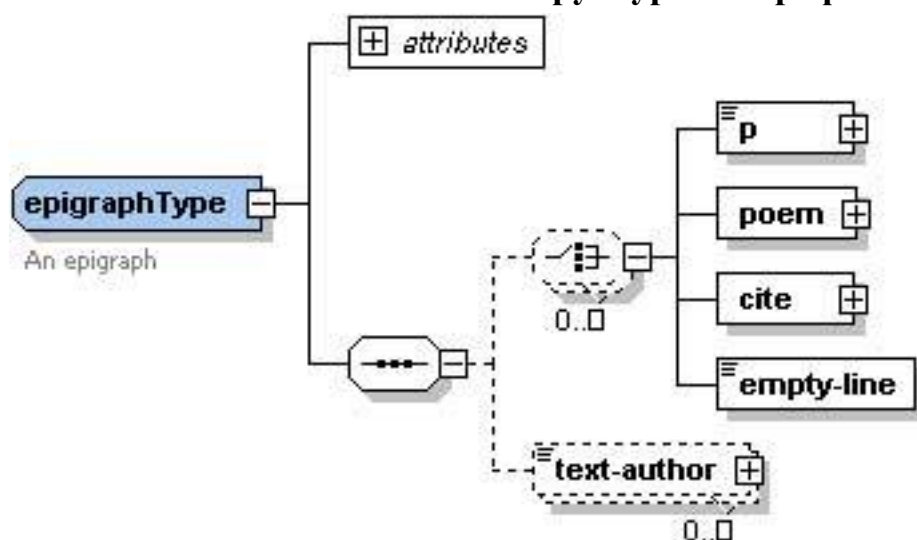 attributes
p
epigraphType
poem
An epigraph
cite
0..
empty-line
text-author
0..